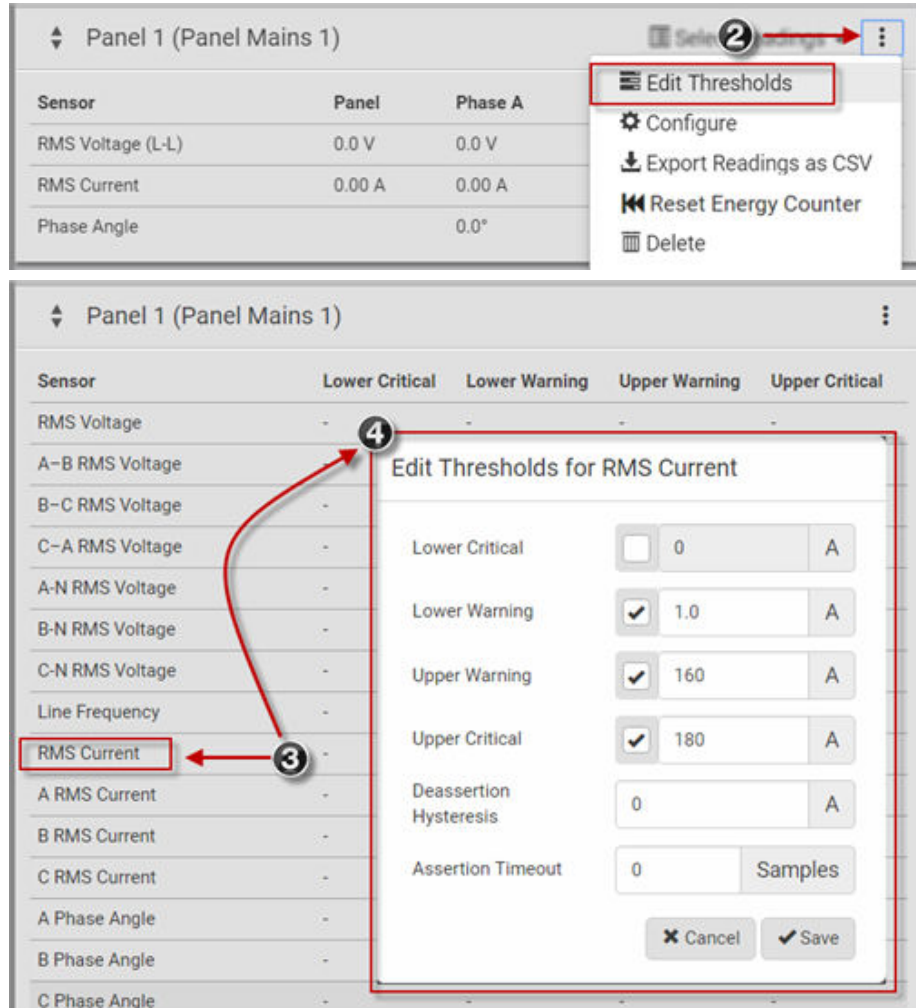 Panel 1 (Panel Mains 1)
2
Edit Thresholds
Configure
Export Readings as CSV
Reset Energy Counter
Delete
Sensor Panel Phase A
RMS Voltage (L-L) 0.0 V 0.0 V
RMS Current 0.00 A 0.00 A
Phase Angle 0.0°
Panel 1 (Panel Mains 1)
Sensor Lower Critical Lower Warning Upper Warning Upper Critical
RMS Voltage - - - -
A–B RMS Voltage -
B–C RMS Voltage -
C–A RMS Voltage -
A-N RMS Voltage -
B-N RMS Voltage -
C-N RMS Voltage -
Line Frequency -
RMS Current -
3
A RMS Current -
B RMS Current -
C RMS Current -
A Phase Angle -
B Phase Angle -
C Phase Angle - - - -
4
Edit Thresholds for RMS Current
Lower Critical 0 A
Lower Warning 1.0 A
Upper Warning 160 A
Upper Critical 180 A
Deassertion
Hysteresis 0 A
Assertion Timeout 0 Samples
Cancel Save